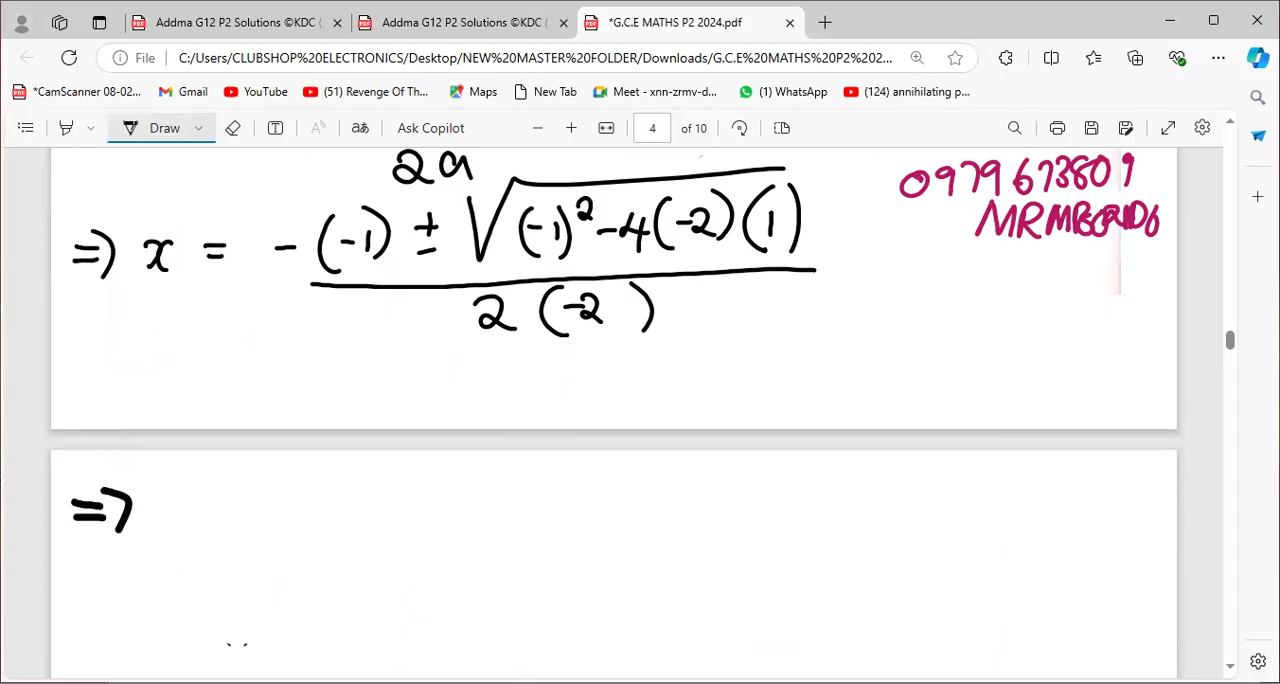 Addma G12 P2 Solutions ©KDC (
Addma G12 P2 Solutions ©KDC (
*G.C.E MATHS P2 2024.pdf
File
C:/Users/CLUBSHOP%20ELECTRONICS/Desktop/NEW%20MASTER%20FOLDER/Downloads/G.C.E%20MATHS%20P2%202...
*CamScanner 08-02...
Gmail
YouTube
(51) Revenge Of Th...
Maps
New Tab
Meet - xnn-zrmv-d...
(1) WhatsApp
(124) annihilating p...
Draw
aあ
Ask Copilot
4
of 10
2a
0979673809
=> x = -(-1) ± √(-1)² -4(-2)(1)
2(-2 )
=>